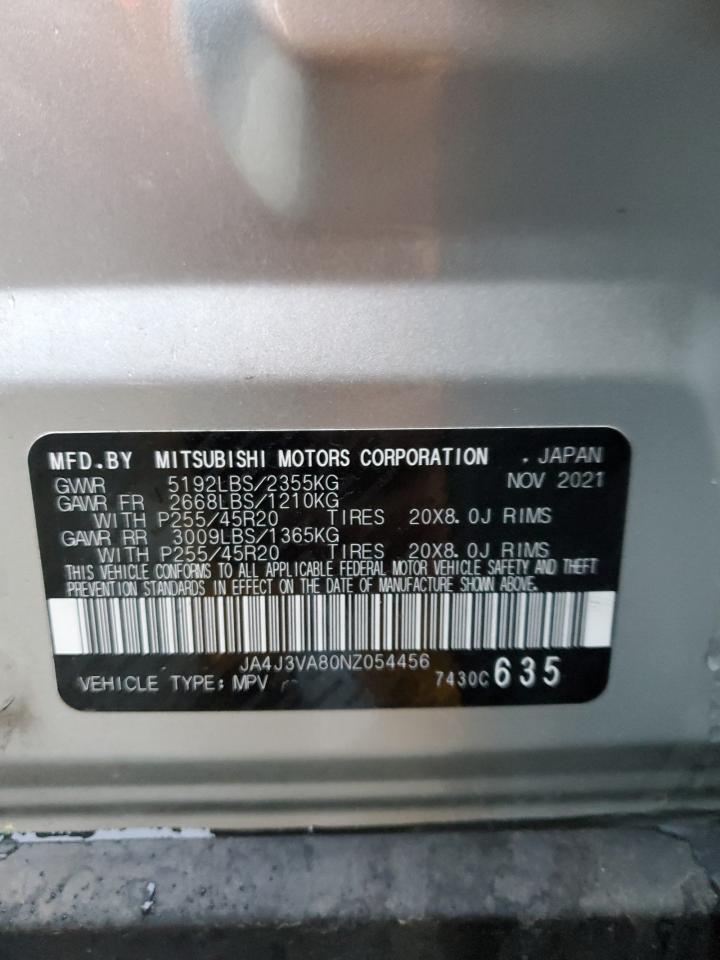 MFD.BY MITSUBISHI MOTORS CORPORATION . JAPAN
GVWR 5192LBS/2355KG NOV 2021
GAWR FR 2668LBS/1210KG
WITH P255/45R20 TIRES 20X8.0J RIMS
GAWR RR 3009LBS/1365KG
WITH P255/45R20 TIRES 20X8.0J RIMS
THIS VEHICLE CONFORMS TO ALL APPLICABLE FEDERAL MOTOR VEHICLE SAFETY AND THEFT
PREVENTION STANDARDS IN EFFECT ON THE DATE OF MANUFACTURE SHOWN ABOVE.
JA4J3VA80NZ054456
VEHICLE TYPE: MPV 7430C 635